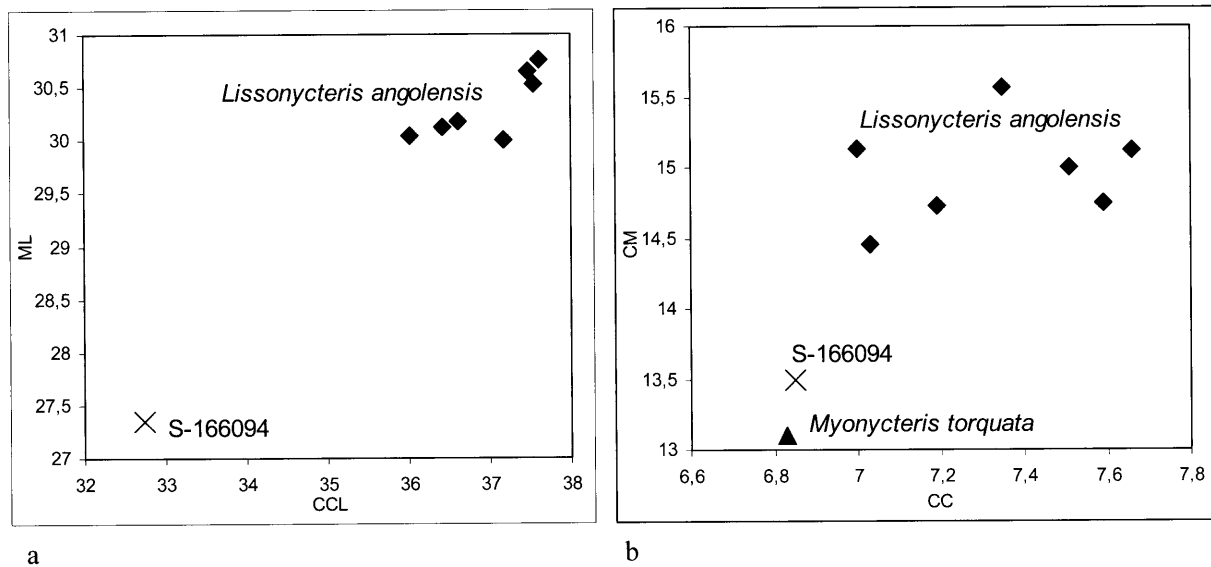 31
30,5
30
29,5
29
28,5
28
27,5
27
ML
Lissonycteris angolensis
S-166094
32 33 34 35 36 37 38
CCL
a
16
15,5
15
14,5
14
13,5
13
CM
Lissonycteris angolensis
S-166094
Myonycteris torquata
6,6 6,8 7 7,2 7,4 7,6 7,8
CC
b